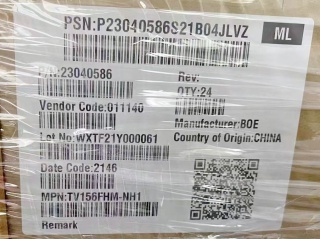 PSN:P23040586S21B04JLVZ
ML
P/N:23040586
Rev:
QTY:24
Vendor Code:011140
Manufacturer:BOE
Lot No:WXTF21Y000061
Country of Origin:CHINA
Date Code:2146
MPN:TV156FHM-NH1
Remark